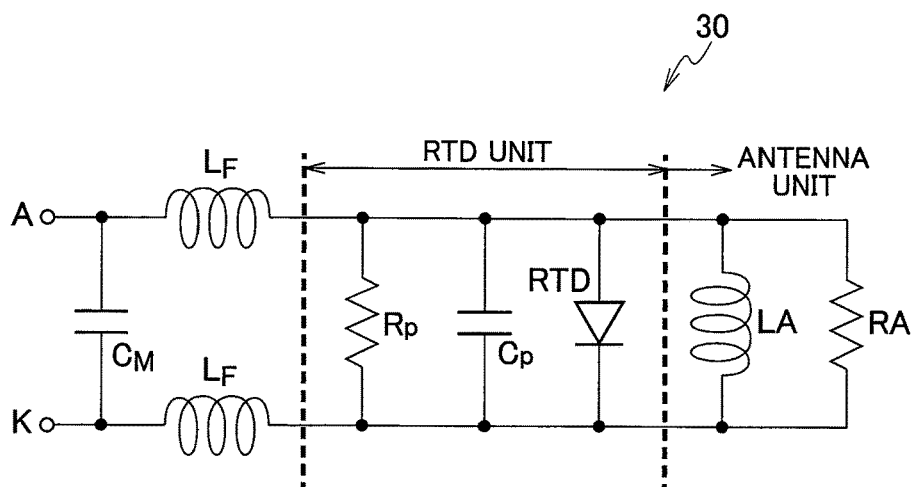 30
RTD UNIT
ANTENNA
UNIT
LF
A
RTD
CM
Rp
Cp
LA
RA
LF
K